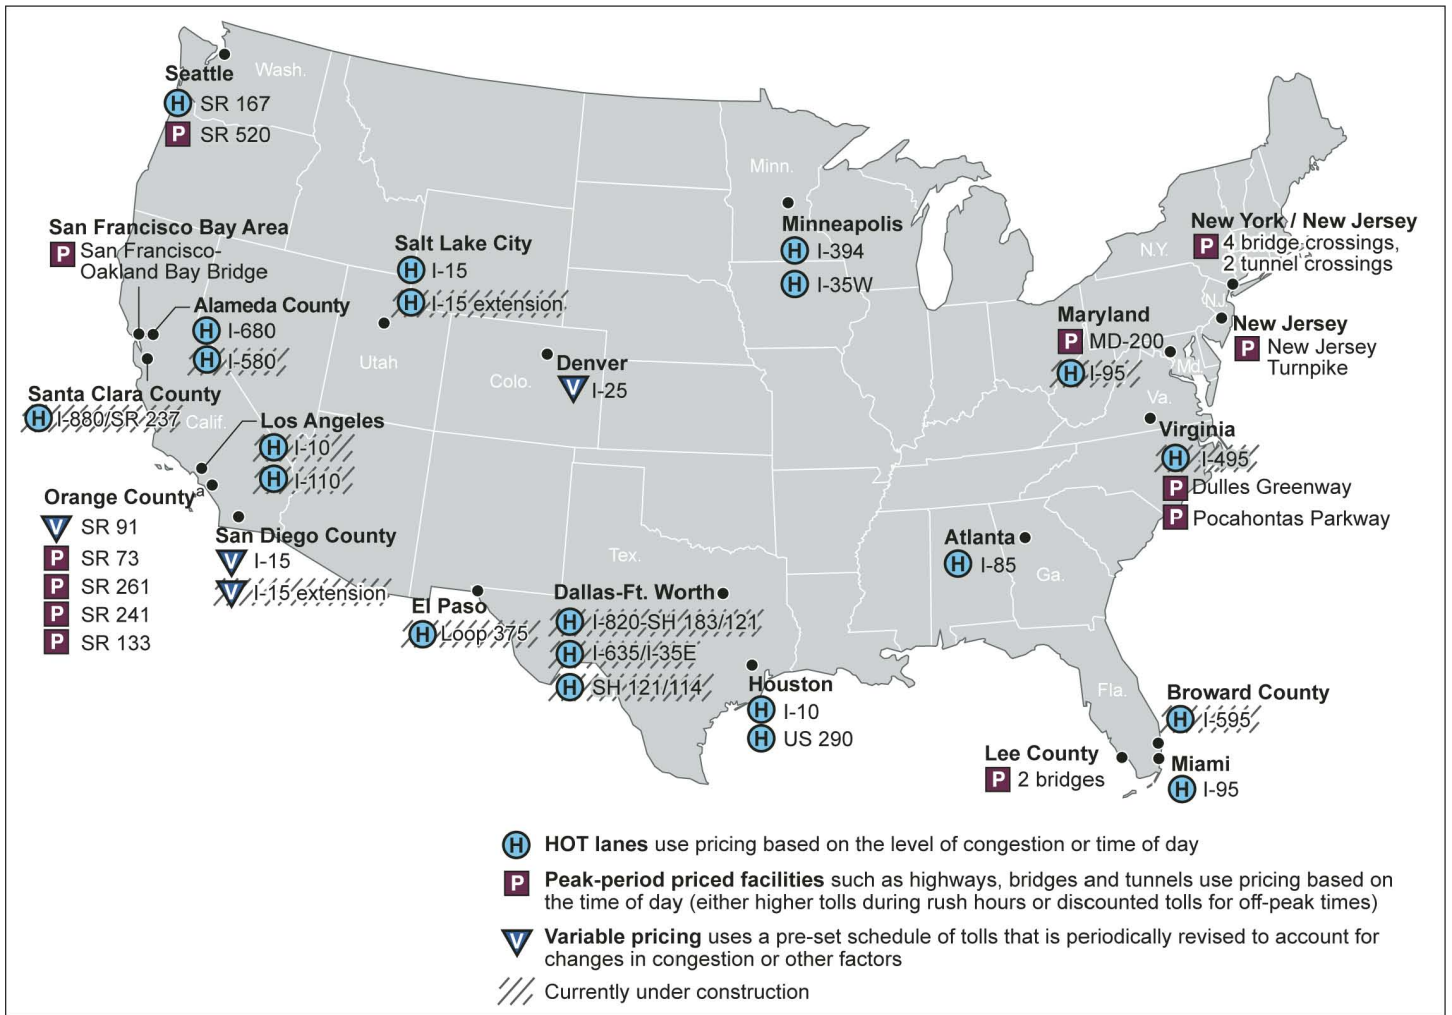 Seattle
Wash.
H SR 167
P SR 520
Minn.
San Francisco Bay Area
P San Francisco-
Oakland Bay Bridge
Salt Lake City
H I-15
H I-15 extension
Minneapolis
H I-394
H I-35W
New York / New Jersey
P 4 bridge crossings,
2 tunnel crossings
N.Y.
N.J.
Alameda County
H I-680
H I-580
Utah
Colo.
Denver
V I-25
Maryland
P MD-200
H I-95
Md.
New Jersey
P New Jersey
Turnpike
Santa Clara County
H I-880/SR 237
Calif.
Los Angeles
H I-10
H I-110
Va.
Virginia
H I-495
P Dulles Greenway
P Pocahontas Parkway
Orange County a
V SR 91
P SR 73
P SR 261
P SR 241
P SR 133
San Diego County
V I-15
V I-15 extension
El Paso
H Loop 375
Tex.
Dallas-Ft. Worth
H I-820-SH 183/121
H I-635/I-35E
H SH 121/114
Houston
H I-10
H US 290
Atlanta
H I-85
Ga.
Fla.
Broward County
H I-595
Lee County
P 2 bridges
Miami
H I-95
H HOT lanes use pricing based on the level of congestion or time of day
P Peak-period priced facilities such as highways, bridges and tunnels use pricing based on
the time of day (either higher tolls during rush hours or discounted tolls for off-peak times)
V Variable pricing uses a pre-set schedule of tolls that is periodically revised to account for
changes in congestion or other factors
Currently under construction